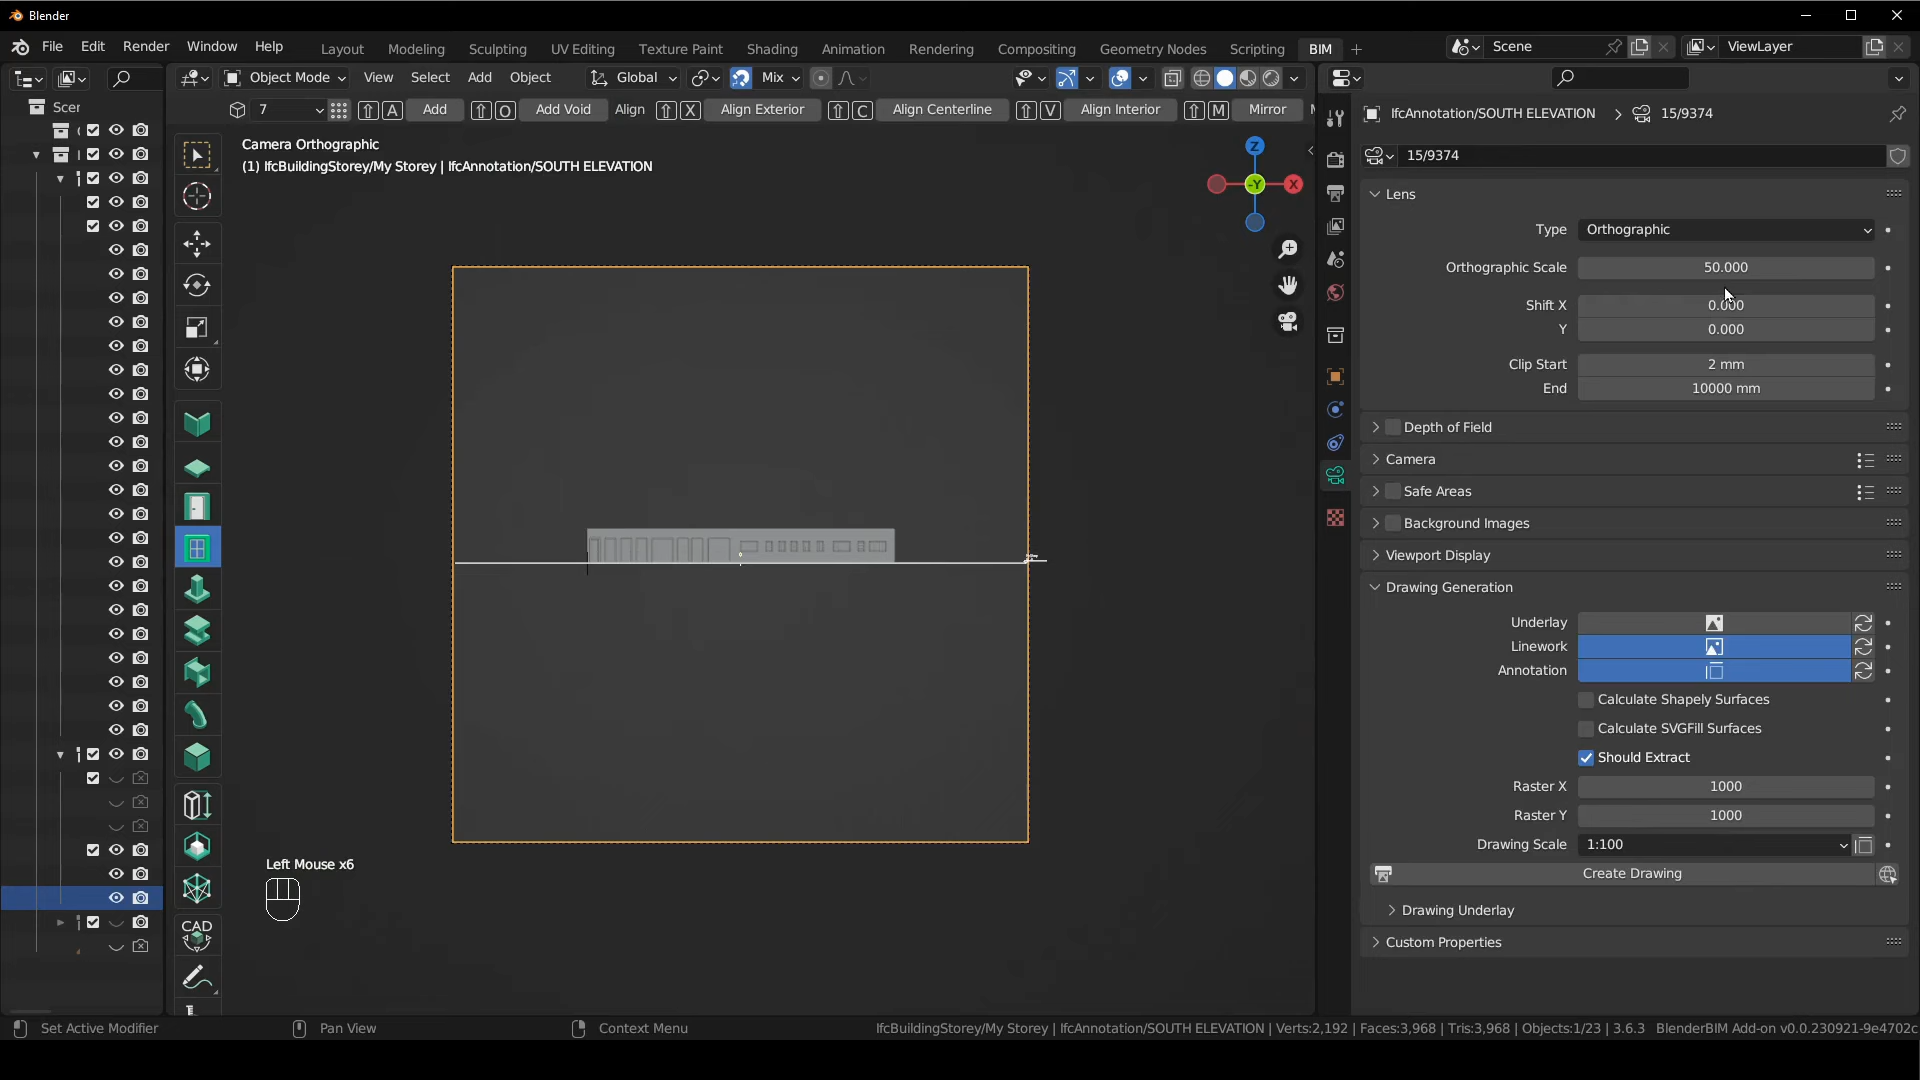 Blender
File Edit Render Window Help Layout Modeling Sculpting UV Editing Texture Paint Shading Animation Rendering Compositing Geometry Nodes Scripting BIM Scene ViewLayer
Object Mode View Select Add Object Global Mix
7 A Add O Add Void Align X Align Exterior C Align Centerline V Align Interior M Mirror
Scer
Camera Orthographic
(1) IfcBuildingStorey/My Storey | IfcAnnotation/SOUTH ELEVATION
Z
-Y
X
CAD
Left Mouse x6
IfcAnnotation/SOUTH ELEVATION 15/9374
15/9374
Lens
Type Orthographic
Orthographic Scale 50.000
Shift X 0.000
Y 0.000
Clip Start 2 mm
End 10000 mm
Depth of Field
Camera
Safe Areas
Background Images
Viewport Display
Drawing Generation
Underlay
Linework
Annotation
Calculate Shapely Surfaces
Calculate SVGFill Surfaces
Should Extract
Raster X 1000
Raster Y 1000
Drawing Scale 1:100
Create Drawing
Drawing Underlay
Custom Properties
Set Active Modifier Pan View Context Menu IfcBuildingStorey/My Storey | IfcAnnotation/SOUTH ELEVATION | Verts:2,192 | Faces:3,968 | Tris:3,968 | Objects:1/23 | 3.6.3 BlenderBIM Add-on v0.0.230921-9e4702c